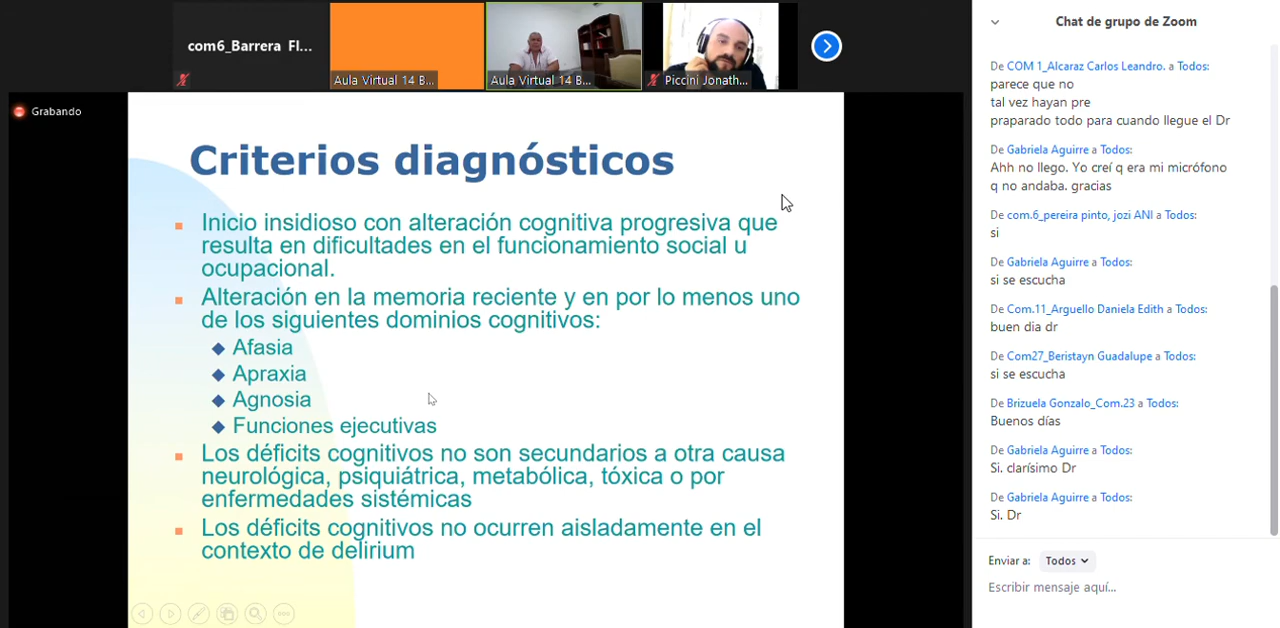 com6_Barrera Fl...
Aula Virtual 14 B...
Aula Virtual 14 B...
Piccini Jonath...
Grabando
Criterios diagnósticos
Inicio insidioso con alteración cognitiva progresiva que
resulta en dificultades en el funcionamiento social u
ocupacional.
Alteración en la memoria reciente y en por lo menos uno
de los siguientes dominios cognitivos:
Afasia
Apraxia
Agnosia
Funciones ejecutivas
Los déficits cognitivos no son secundarios a otra causa
neurológica, psiquiátrica, metabólica, tóxica o por
enfermedades sistémicas
Los déficits cognitivos no ocurren aisladamente en el
contexto de delirium
Chat de grupo de Zoom
De COM 1_Alcaraz Carlos Leandro. a Todos:
parece que no
tal vez hayan pre
praparado todo para cuando llegue el Dr
De Gabriela Aguirre a Todos:
Ahh no llego. Yo creí q era mi micrófono
q no andaba. gracias
De com.6_pereira pinto, jozi ANI a Todos:
si
De Gabriela Aguirre a Todos:
si se escucha
De Com.11_Arguello Daniela Edith a Todos:
buen dia dr
De Com27_Beristayn Guadalupe a Todos:
si se escucha
De Brizuela Gonzalo_Com.23 a Todos:
Buenos días
De Gabriela Aguirre a Todos:
Si. clarísimo Dr
De Gabriela Aguirre a Todos:
Si. Dr
Enviar a: Todos
Escribir mensaje aquí...